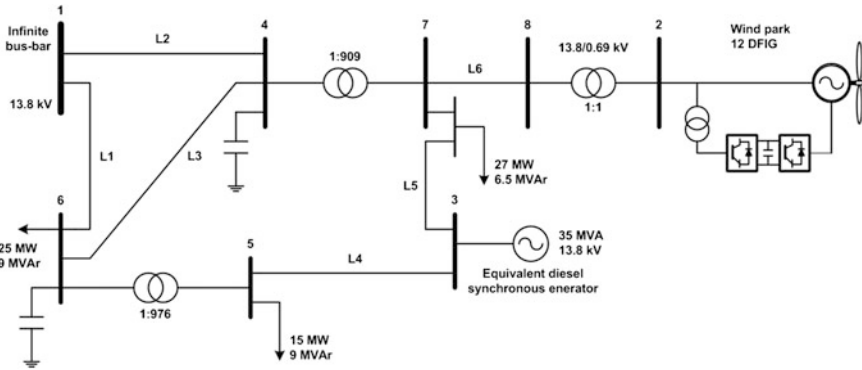 1
Infinite
bus-bar
13.8 kV
L2
4
1:909
7
8
L6
13.8/0.69 kV
1:1
2
Wind park
12 DFIG
L1
L3
27 MW
6.5 MVAr
L5
3
35 MVA
13.8 kV
Equivalent diesel
synchronous enerator
6
25 MW
9 MVAr
1:976
5
L4
15 MW
9 MVAr